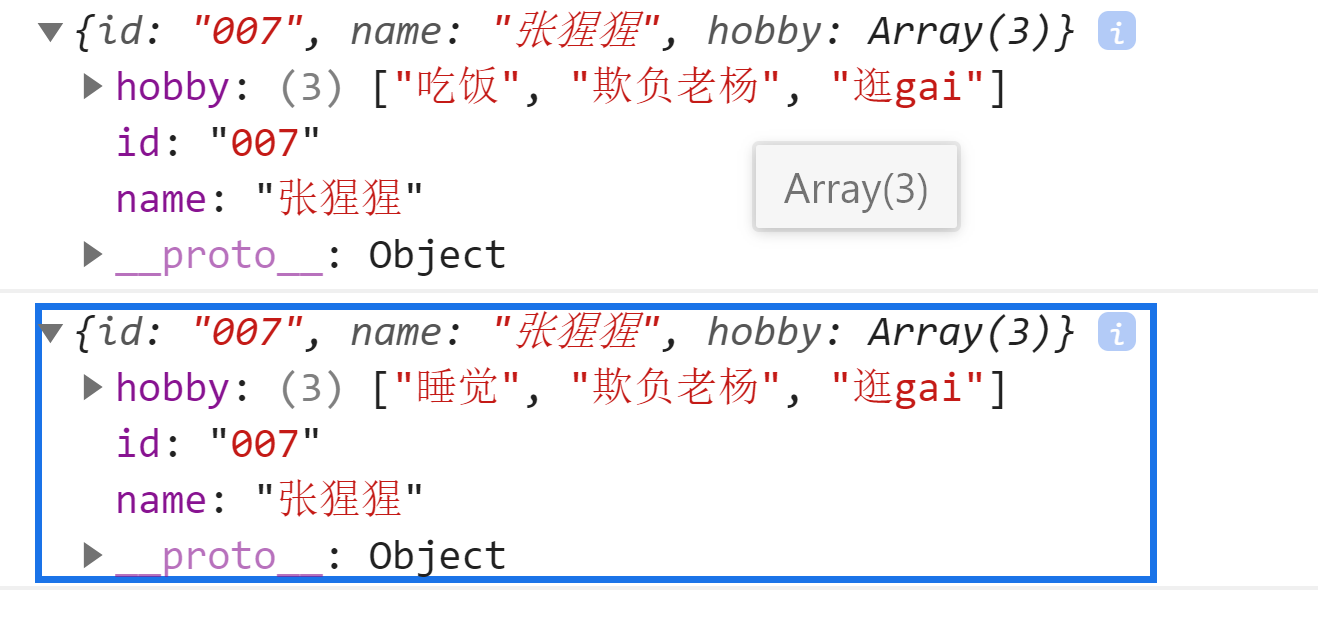 ▼{id: "007", name: "张猩猩", hobby: Array(3)} i
▶hobby: (3) ["吃饭", "欺负老杨", "逛gai"]
id: "007"
name: "张猩猩"
Array(3)
▶__proto__: Object
▼{id: "007", name: "张猩猩", hobby: Array(3)} i
▶hobby: (3) ["睡觉", "欺负老杨", "逛gai"]
id: "007"
name: "张猩猩"
▶__proto__: Object